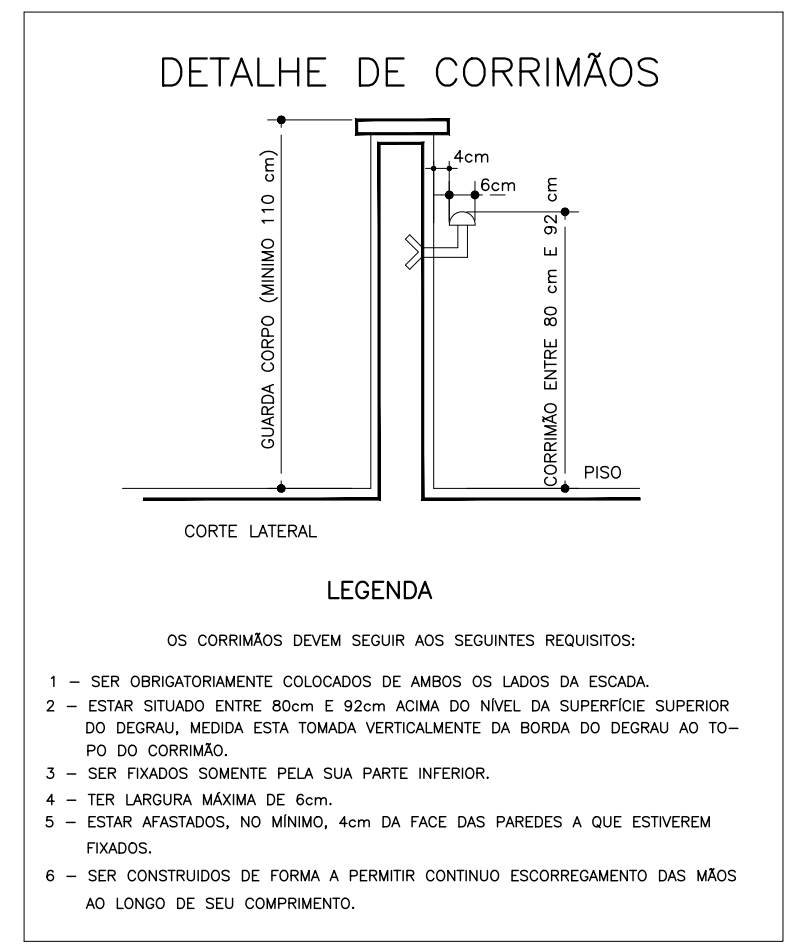 DETALHE DE CORRIMÃOS
4cm
6cm
GUARDA CORPO (MINIMO 110 cm)
CORRIMÃO ENTRE 80 cm E 92 cm
PISO
CORTE LATERAL
LEGENDA
OS CORRIMÃOS DEVEM SEGUIR AOS SEGUINTES REQUISITOS:
1 – SER OBRIGATORIAMENTE COLOCADOS DE AMBOS OS LADOS DA ESCADA.
2 – ESTAR SITUADO ENTRE 80cm E 92cm ACIMA DO NÍVEL DA SUPERFÍCIE SUPERIOR
DO DEGRAU, MEDIDA ESTA TOMADA VERTICALMENTE DA BORDA DO DEGRAU AO TO–
PO DO CORRIMÃO.
3 – SER FIXADOS SOMENTE PELA SUA PARTE INFERIOR.
4 – TER LARGURA MÁXIMA DE 6cm.
5 – ESTAR AFASTADOS, NO MÍNIMO, 4cm DA FACE DAS PAREDES A QUE ESTIVEREM
FIXADOS.
6 – SER CONSTRUIDOS DE FORMA A PERMITIR CONTINUO ESCORREGAMENTO DAS MÃOS
AO LONGO DE SEU COMPRIMENTO.